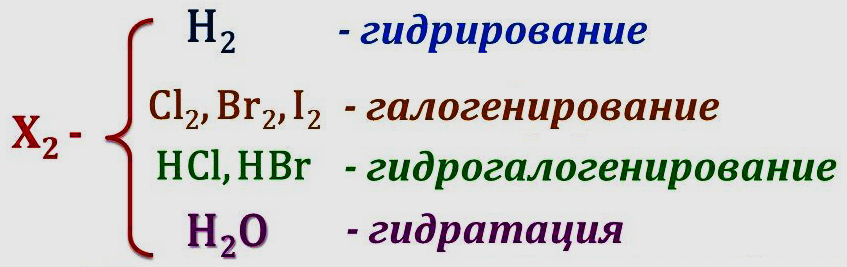 H₂ - гидрирование
Cl₂, Br₂, I₂ - галогенирование
X₂ -
HCl, HBr - гидрогалогенирование
H₂O - гидратация